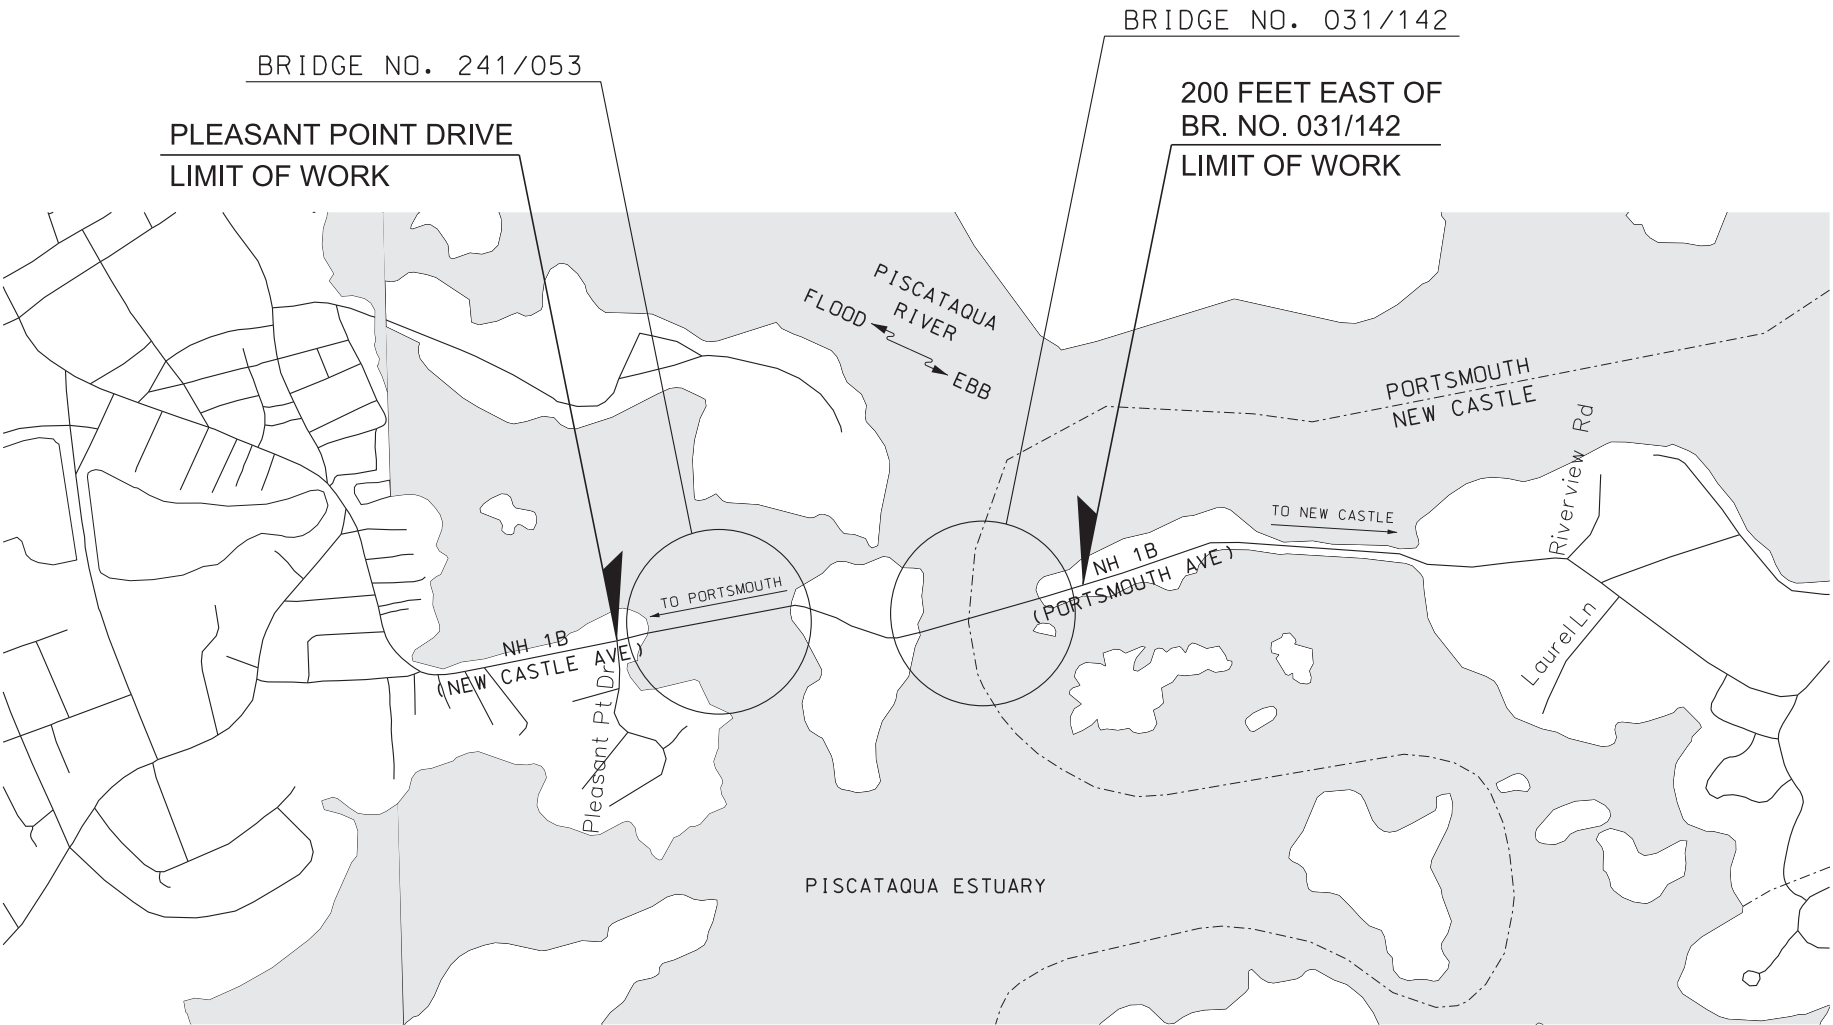 BRIDGE NO. 031/142
BRIDGE NO. 241/053
200 FEET EAST OF
BR. NO. 031/142
LIMIT OF WORK
PLEASANT POINT DRIVE
LIMIT OF WORK
PISCATAQUA
RIVER
FLOOD
EBB
PORTSMOUTH
NEW CASTLE
Riverview Rd
TO NEW CASTLE
NH 1B
(PORTSMOUTH AVE)
TO PORTSMOUTH
NH 1B
(NEW CASTLE AVE)
Laurel Ln
Pleasant Pt Dr
PISCATAQUA ESTUARY